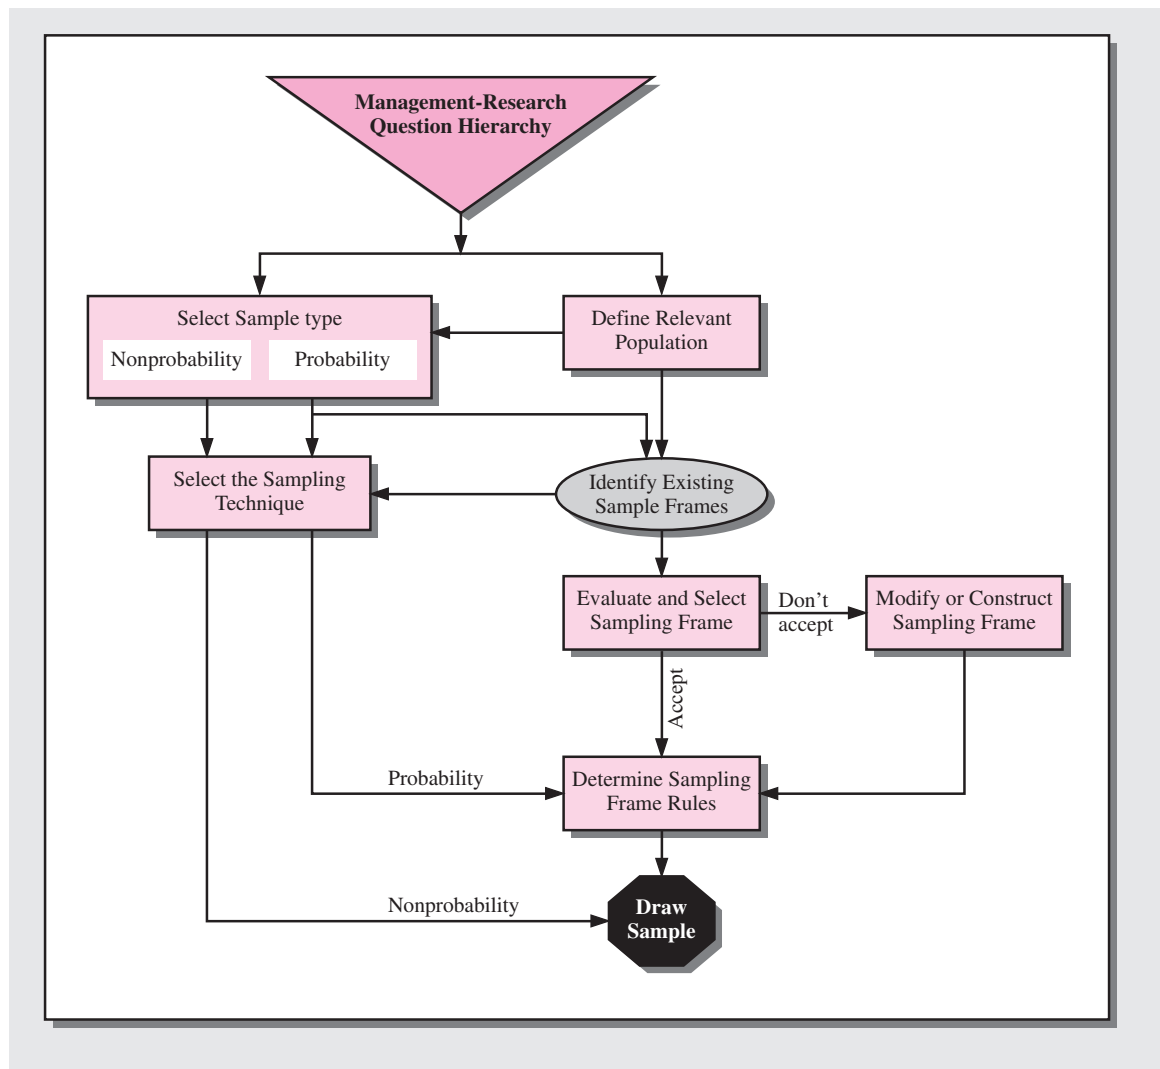 Management-Research
Question Hierarchy
Select Sample type
Nonprobability
Probability
Define Relevant
Population
Select the Sampling
Technique
Identify Existing
Sample Frames
Evaluate and Select
Sampling Frame
Don’t
accept
Modify or Construct
Sampling Frame
Accept
Probability
Determine Sampling
Frame Rules
Nonprobability
Draw
Sample